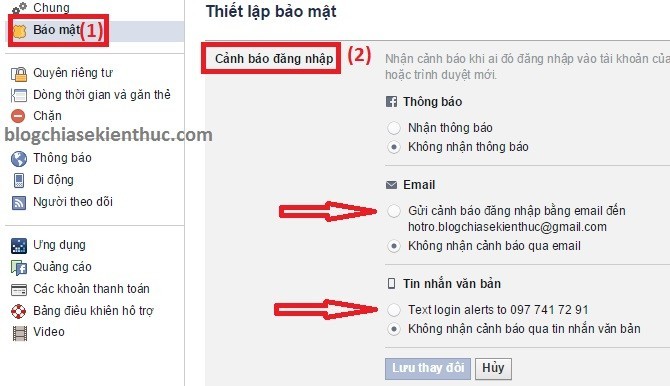 Chung
Bảo mật (1)
Quyền riêng tư
Dòng thời gian và gắn thẻ
Chặn
blogchiasekienthuc.com
Thông báo
Di động
Người theo dõi
Ứng dụng
Quảng cáo
Các khoản thanh toán
Bảng điều khiển hỗ trợ
Video
Thiết lập bảo mật
Cảnh báo đăng nhập (2)
Nhận cảnh báo khi ai đó đăng nhập vào tài khoản của
hoặc trình duyệt mới.
Thông báo
Nhận thông báo
Không nhận thông báo
Email
Gửi cảnh báo đăng nhập bằng email đến
hotro.blogchiasekienthuc@gmail.com
Không nhận cảnh báo qua email
Tin nhắn văn bản
Text login alerts to 097 741 72 91
Không nhận cảnh báo qua tin nhắn văn bản
Lưu thay đổi Hủy